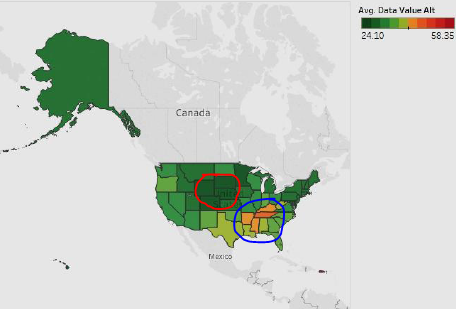 Avg. Data Value Alt
24.10 58.35
Canada
Mexico